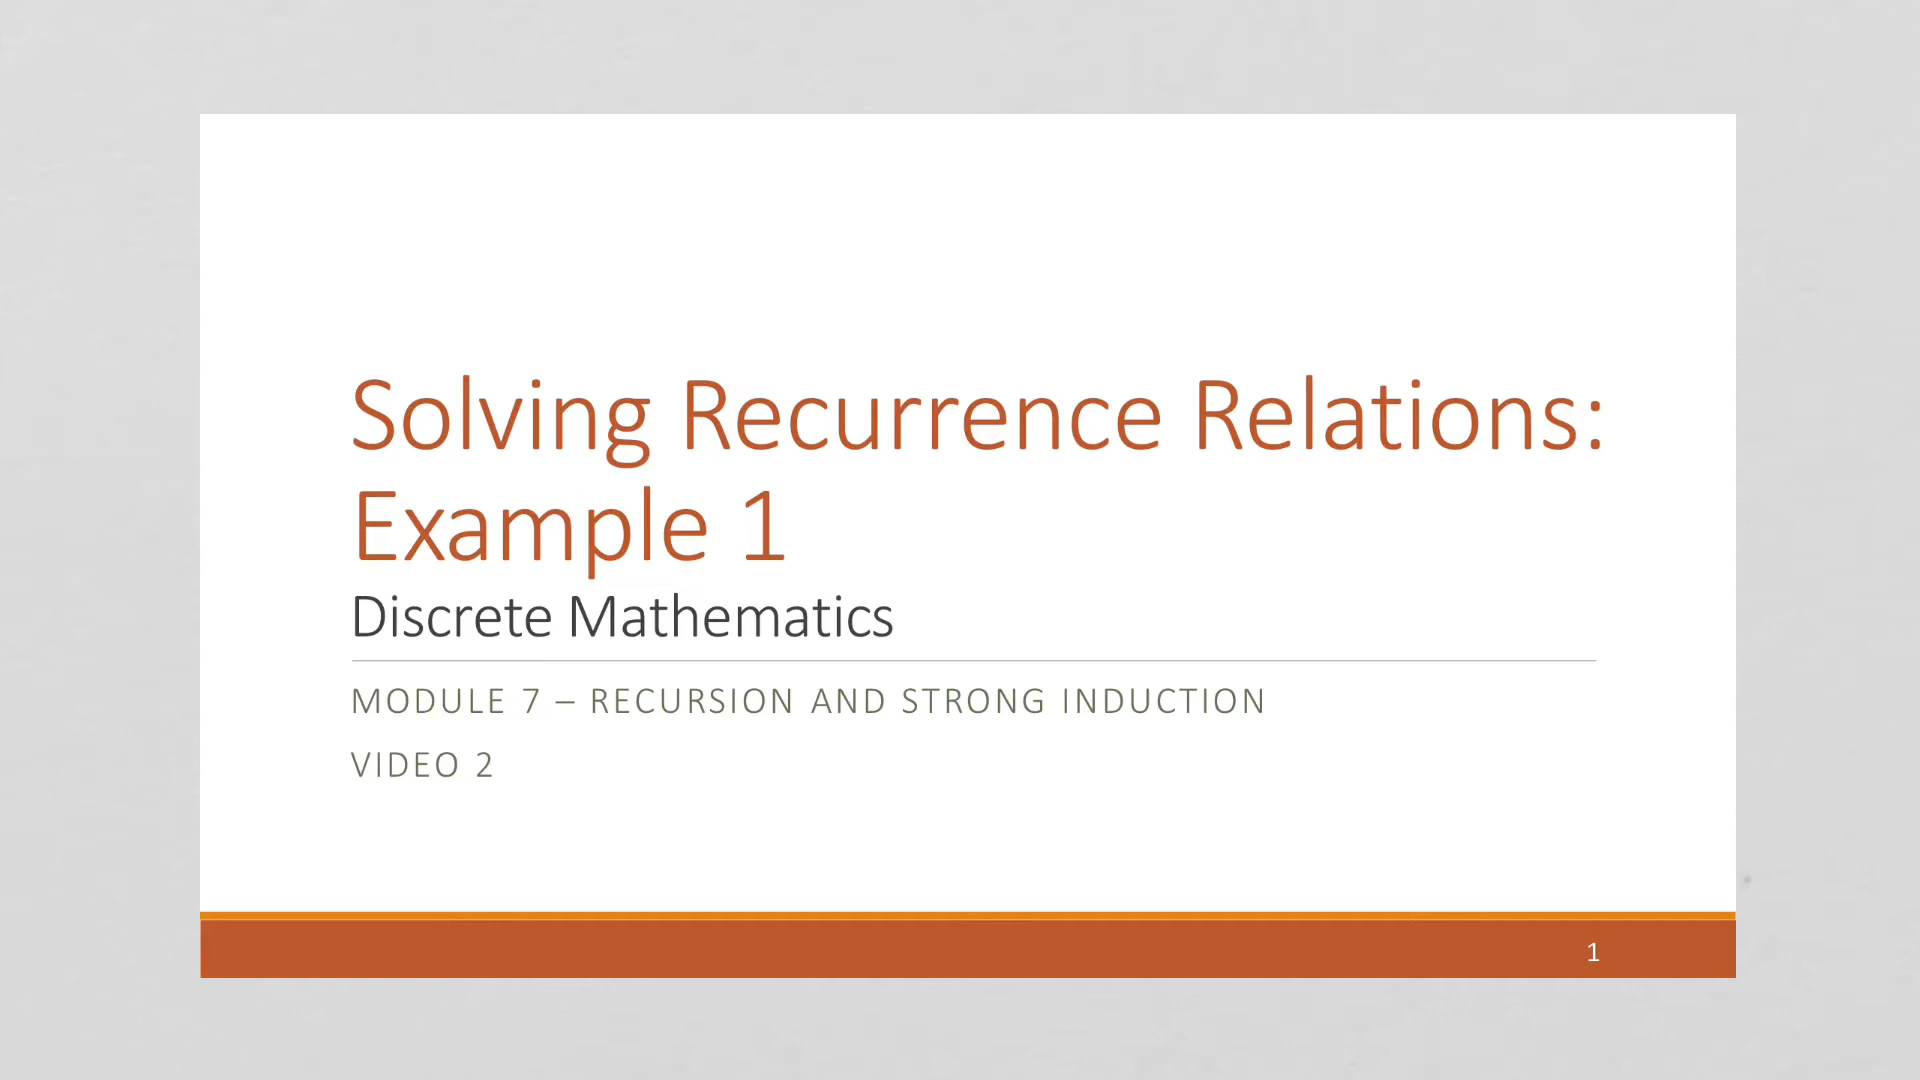 Solving Recurrence Relations:
Example 1
Discrete Mathematics
MODULE 7 – RECURSION AND STRONG INDUCTION
VIDEO 2
1